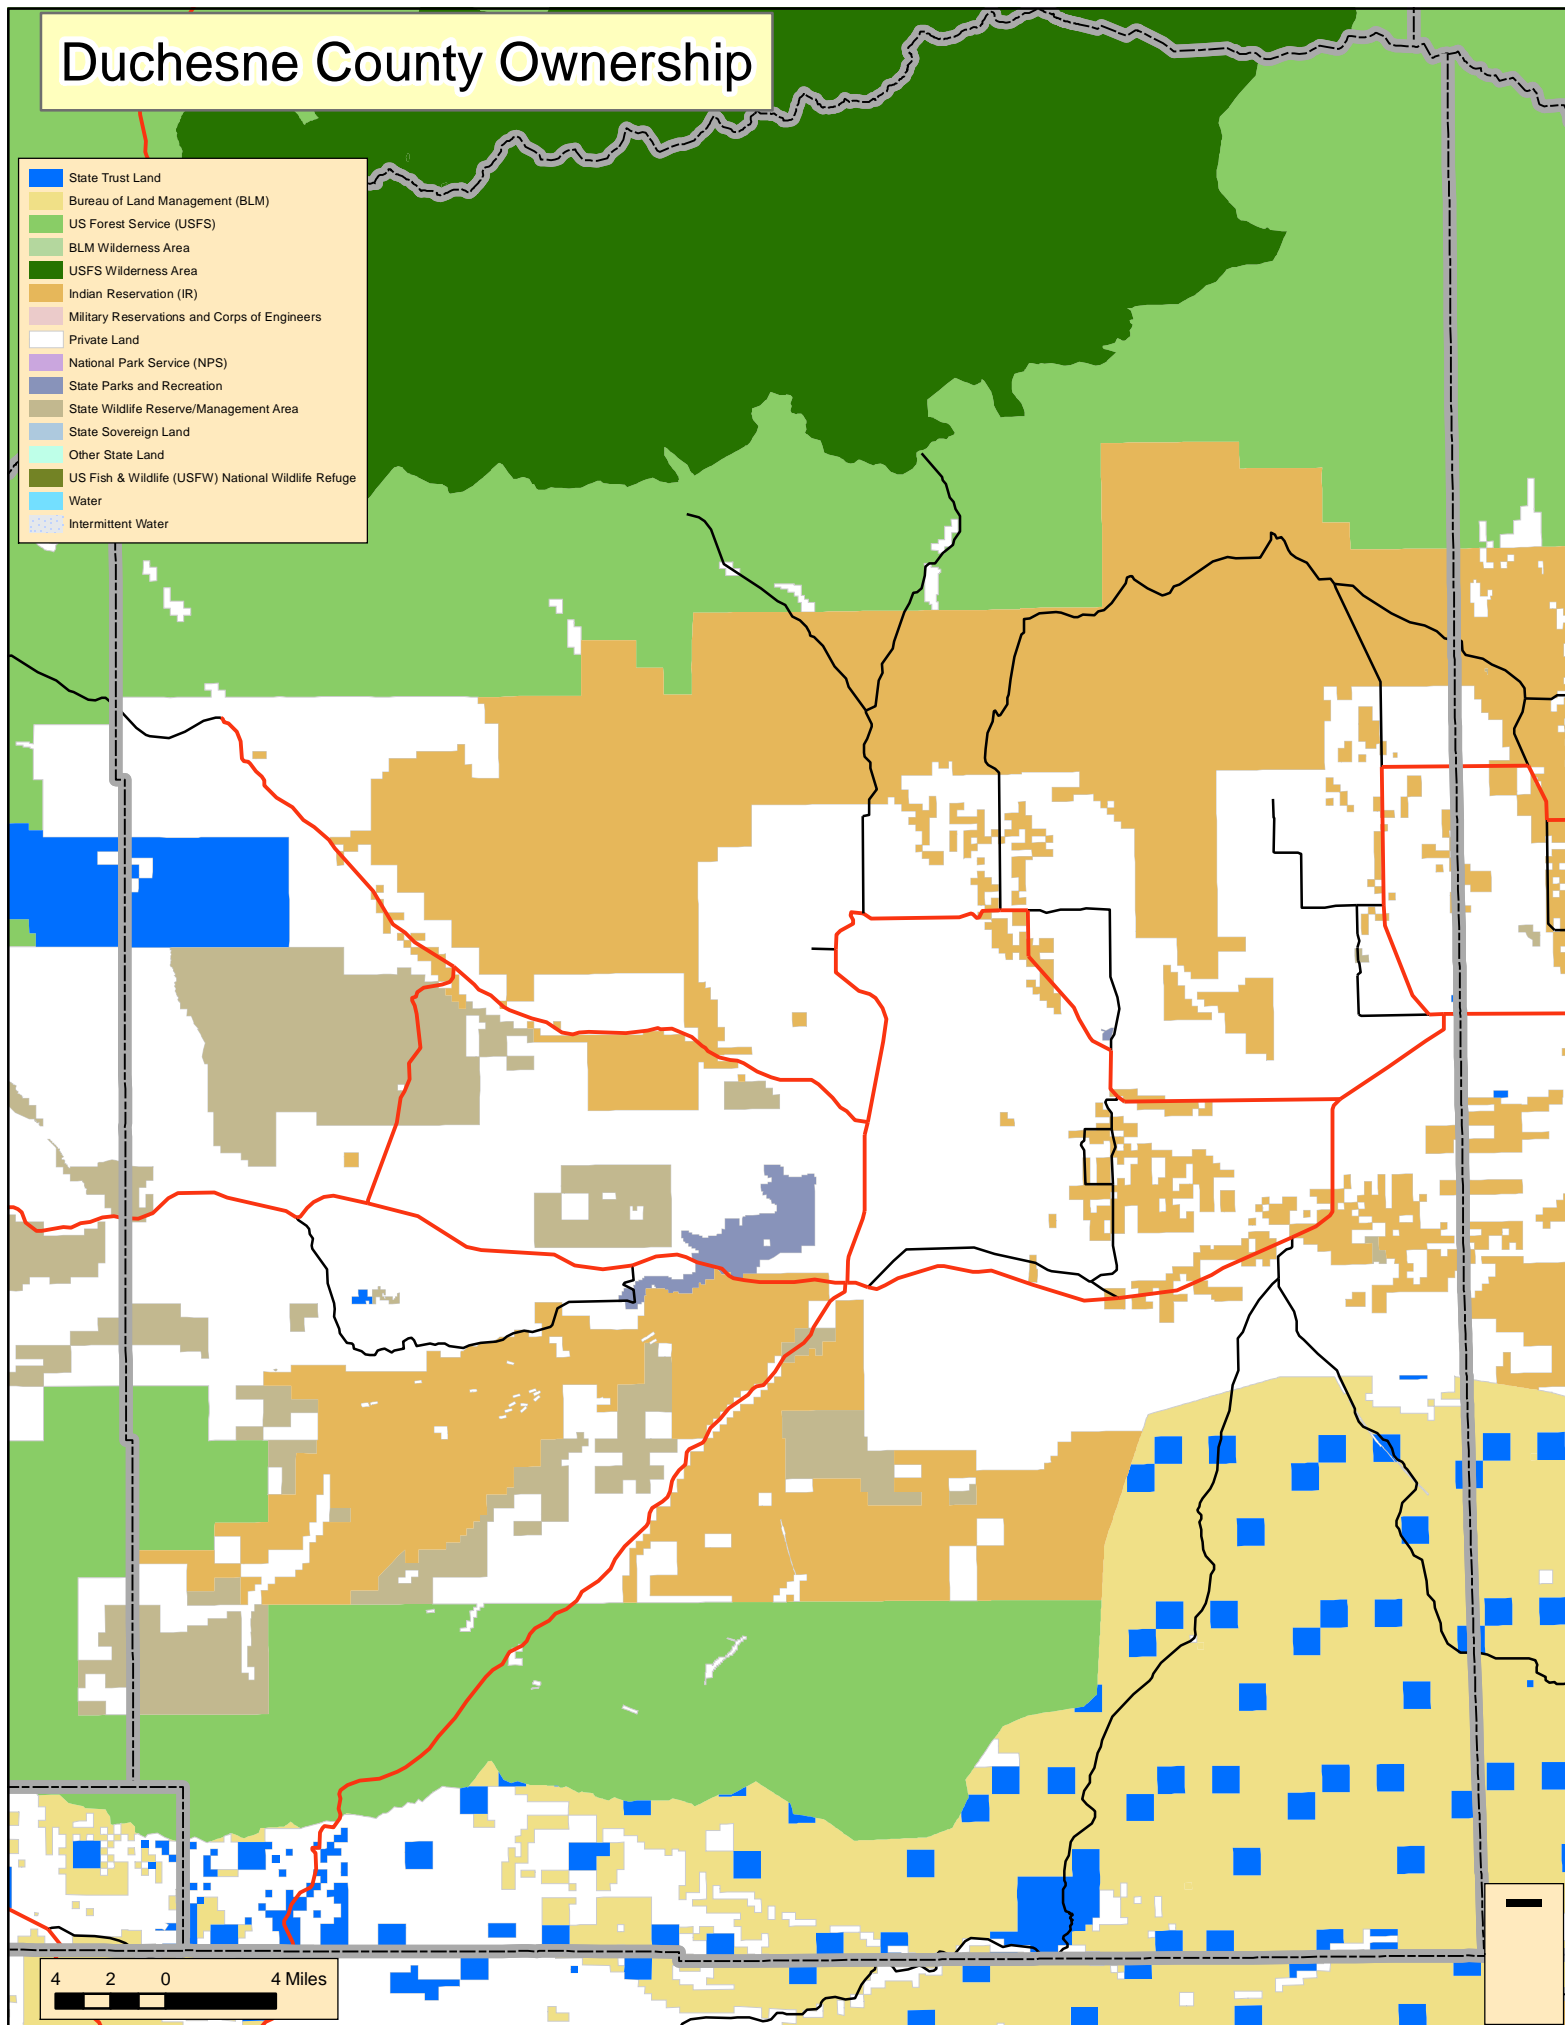 Duchesne County Ownership
State Trust Land
Bureau of Land Management (BLM)
US Forest Service (USFS)
BLM Wilderness Area
USFS Wilderness Area
Indian Reservation (IR)
Military Reservations and Corps of Engineers
Private Land
National Park Service (NPS)
State Parks and Recreation
State Wildlife Reserve/Management Area
State Sovereign Land
Other State Land
US Fish & Wildlife (USFW) National Wildlife Refuge
Water
Intermittent Water
4 2 0 4 Miles